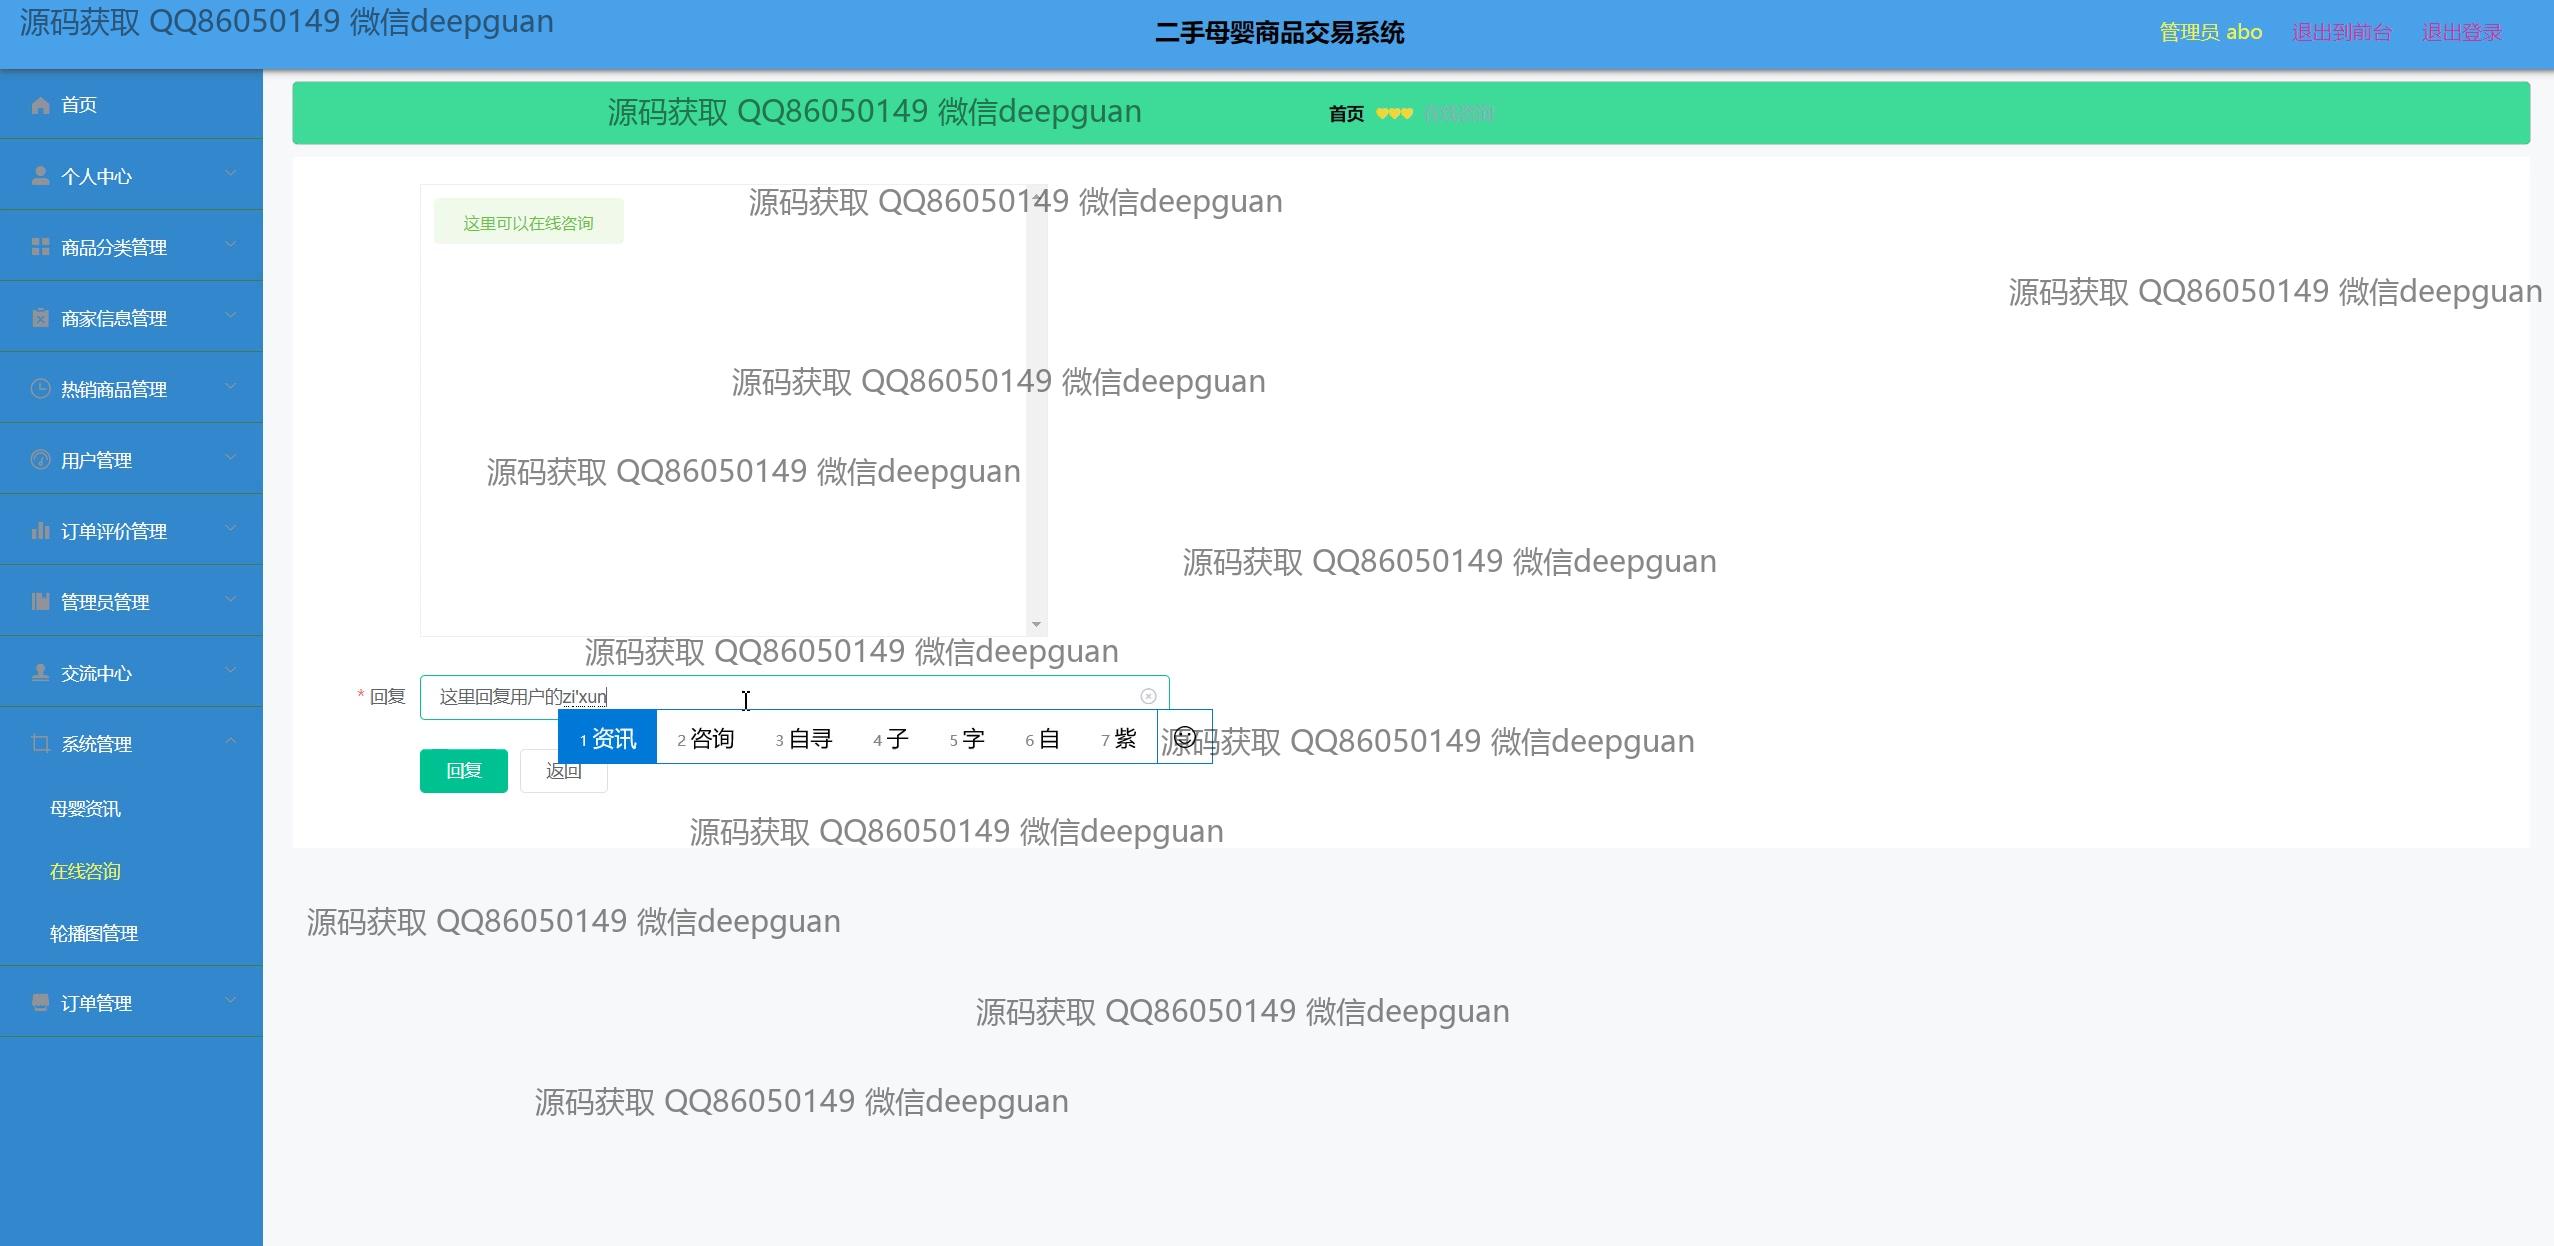 源码获取 QQ86050149 微信deepguan
二手母婴商品交易系统
管理员 abo 退出到前台 退出登录
首页
个人中心
商品分类管理
商家信息管理
热销商品管理
用户管理
订单评价管理
管理员管理
交流中心
系统管理
母婴资讯
在线咨询
轮播图管理
订单管理
源码获取 QQ86050149 微信deepguan
首页 在线咨询
源码获取 QQ86050149 微信deepguan
这里可以在线咨询
源码获取 QQ86050149 微信deepguan
源码获取 QQ86050149 微信deepguan
源码获取 QQ86050149 微信deepguan
源码获取 QQ86050149 微信deepguan
源码获取 QQ86050149 微信deepguan
* 回复 这里回复用户的zi'xun
1 资讯 2 咨询 3 自寻 4 子 5 字 6 自 7 紫
源码获取 QQ86050149 微信deepguan
回复 返回
源码获取 QQ86050149 微信deepguan
源码获取 QQ86050149 微信deepguan
源码获取 QQ86050149 微信deepguan
源码获取 QQ86050149 微信deepguan